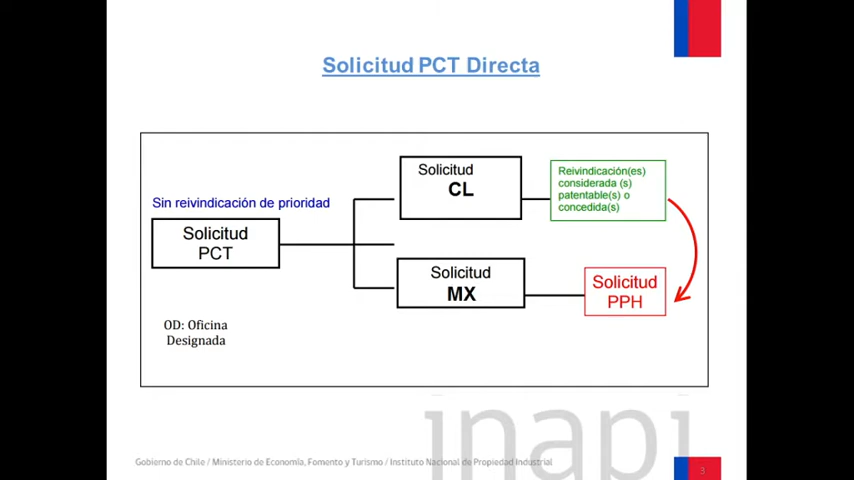 Solicitud PCT Directa
Sin reivindicación de prioridad
Solicitud
PCT
Solicitud
CL
Reivindicación(es)
considerada (s)
patentable(s) o
concedida(s)
Solicitud
MX
Solicitud
PPH
OD: Oficina
Designada
inapi
Gobierno de Chile / Ministerio de Economía, Fomento y Turismo / Instituto Nacional de Propiedad Industrial
3